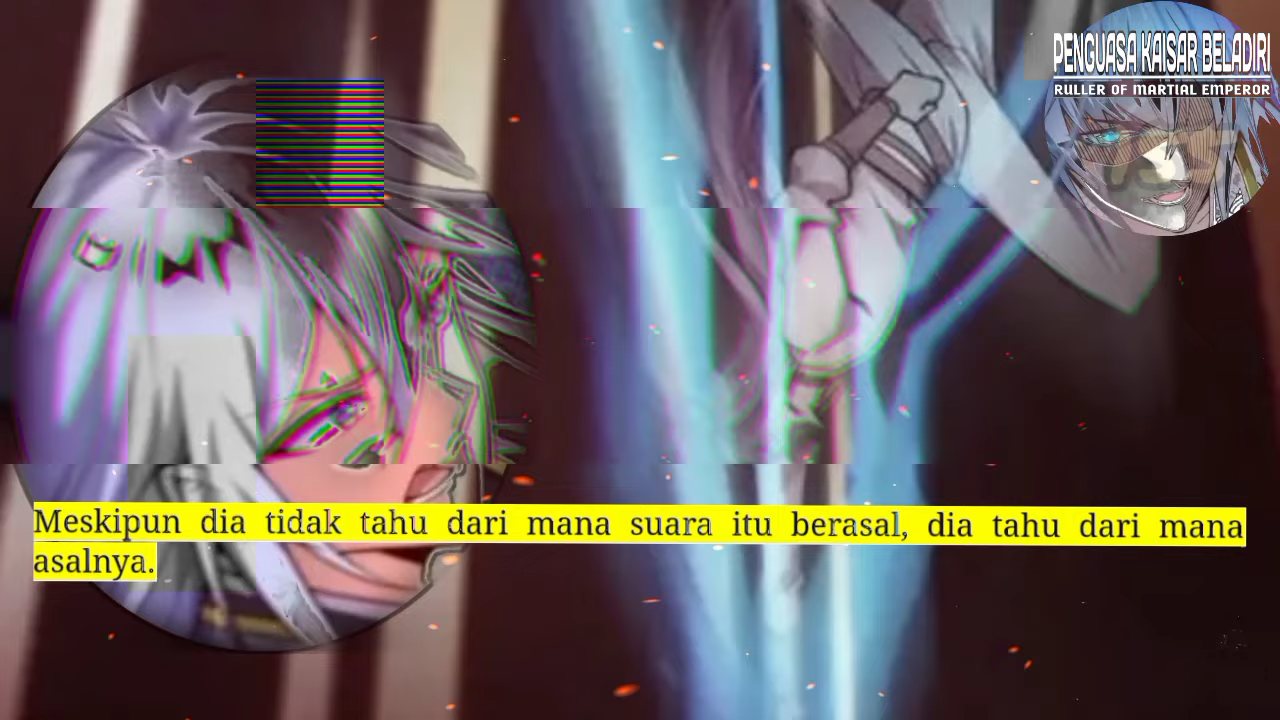 PENGUASA KAISAR BELADIRI
RULLER OF MARTIAL EMPEROR
Meskipun dia tidak tahu dari mana suara itu berasal, dia tahu dari mana
asalnya.